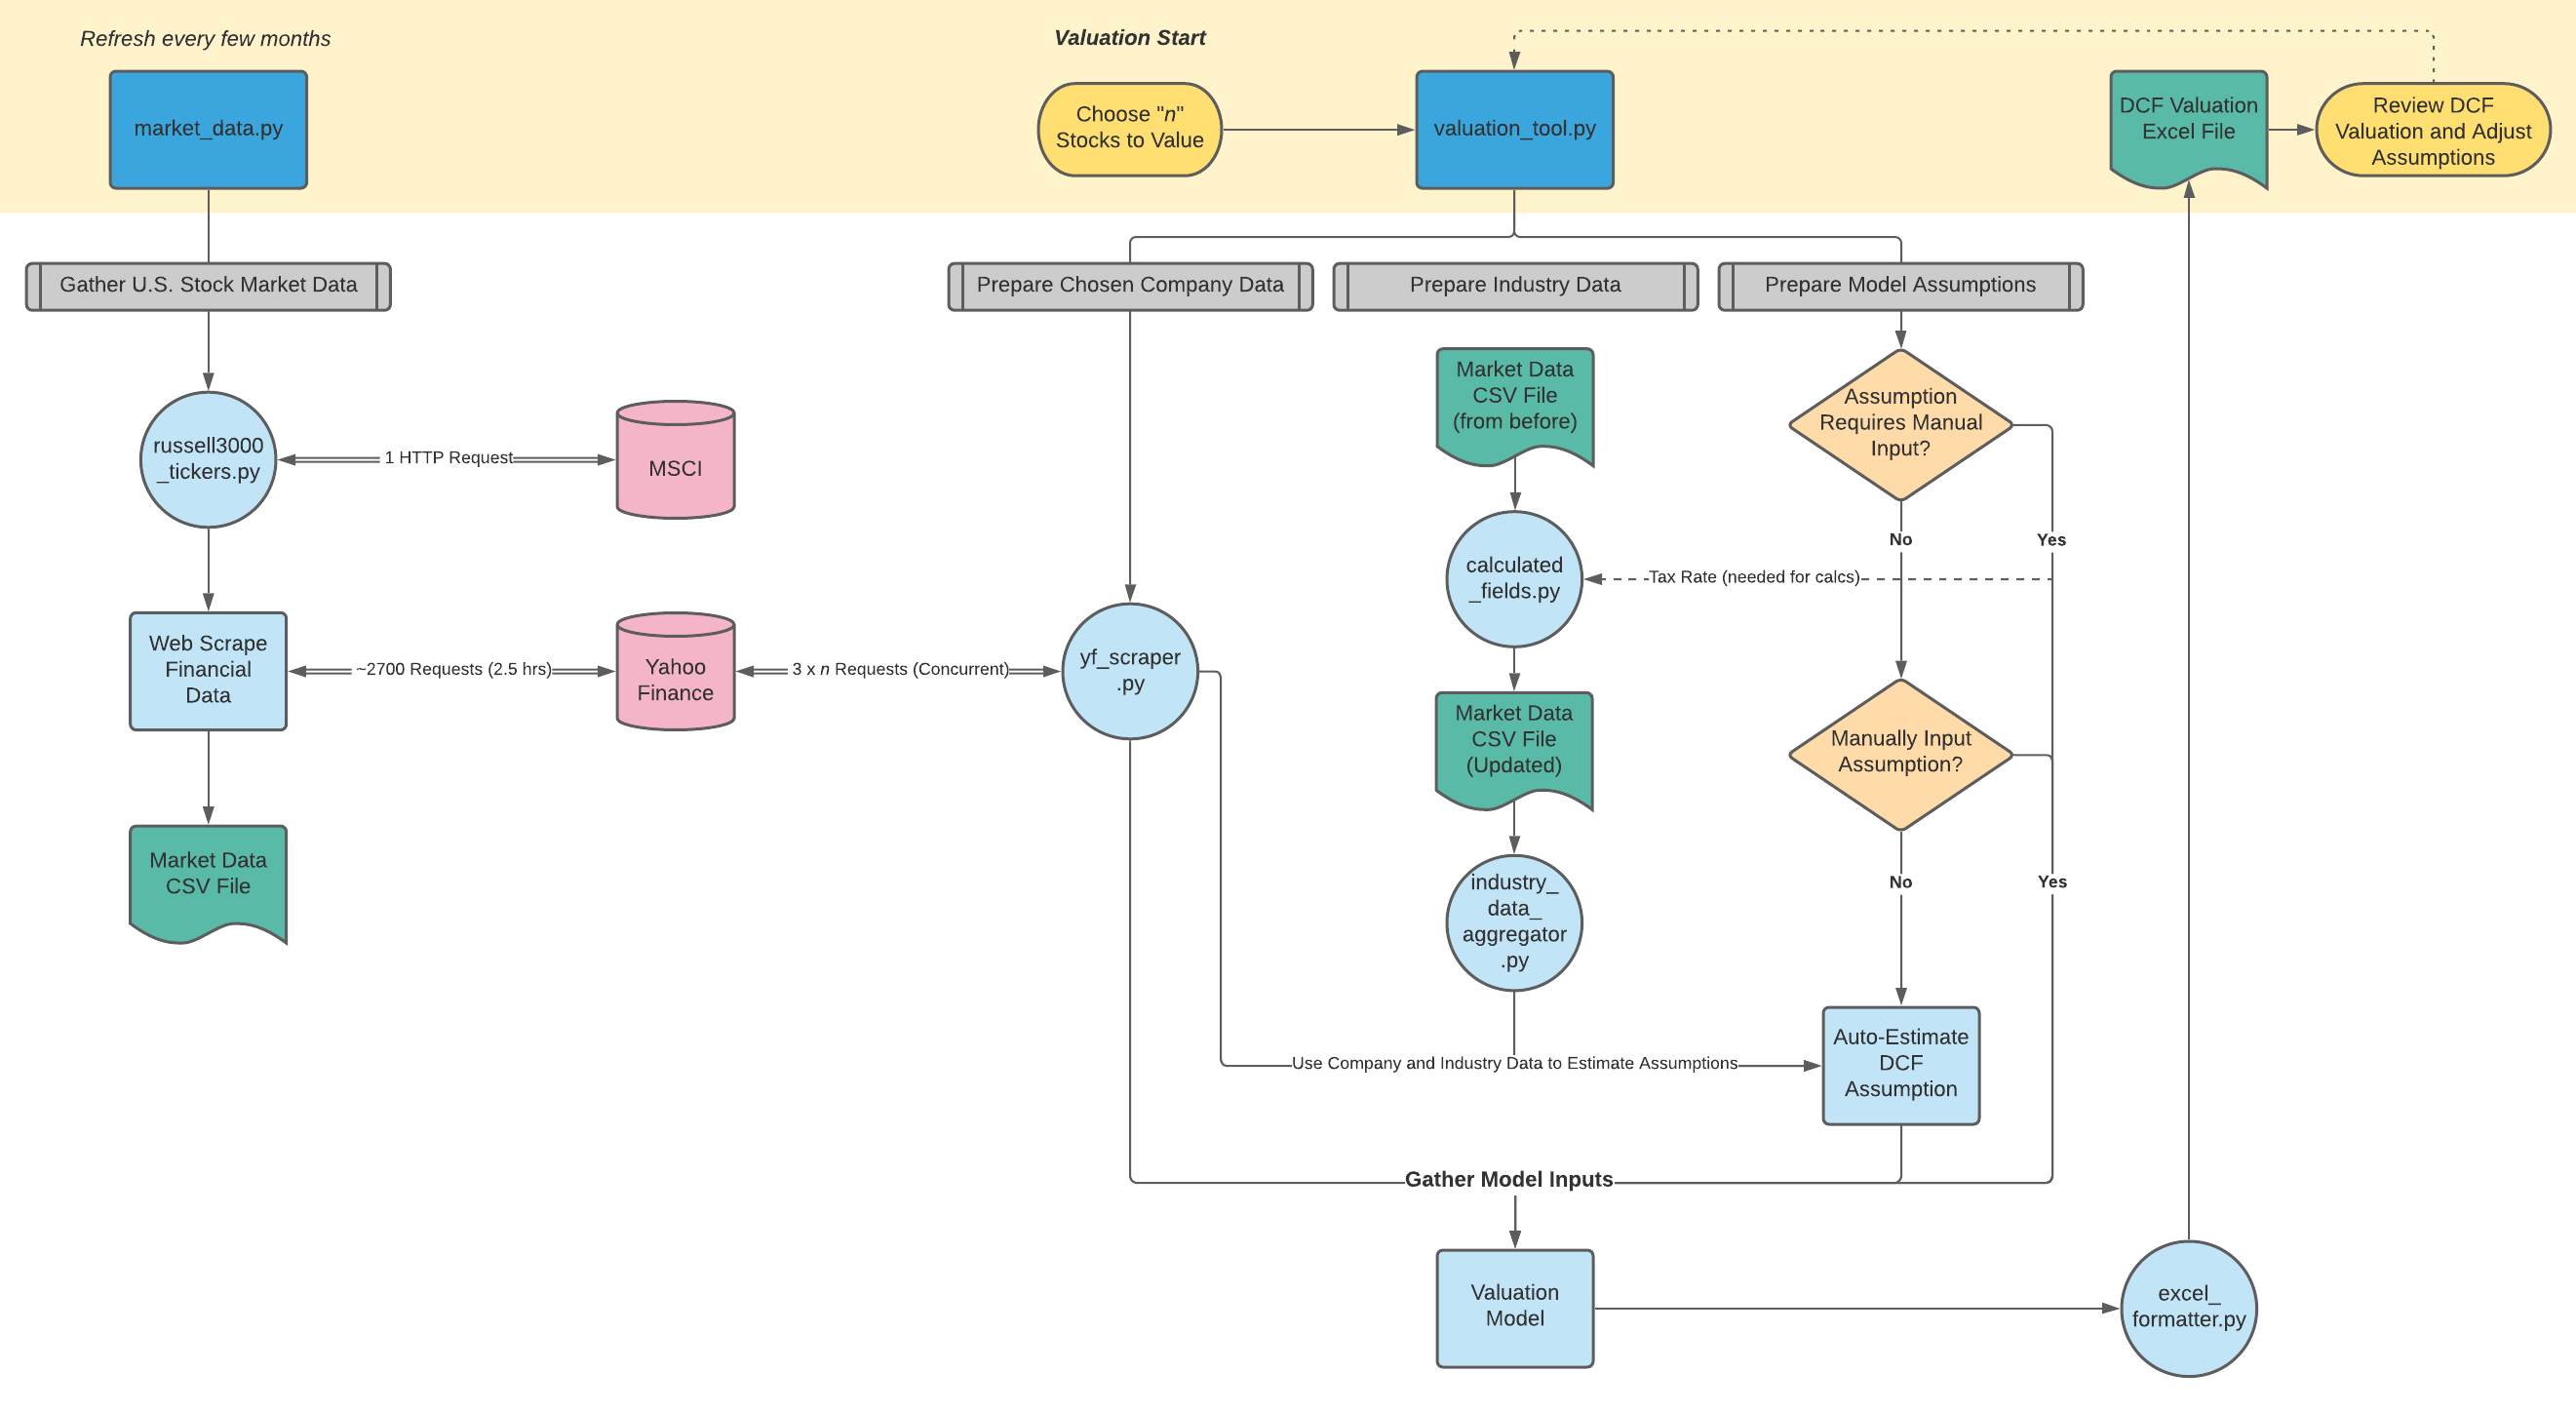 Refresh every few months
market_data.py
Gather U.S. Stock Market Data
russell3000
_tickers.py
1 HTTP Request
MSCI
Web Scrape
Financial
Data
~2700 Requests (2.5 hrs)
Yahoo
Finance
3 x n Requests (Concurrent)
Market Data
CSV File
Valuation Start
Choose "n"
Stocks to Value
valuation_tool.py
Prepare Chosen Company Data
yf_scraper
.py
Prepare Industry Data
Market Data
CSV File
(from before)
calculated
_fields.py
Tax Rate (needed for calcs)
Market Data
CSV File
(Updated)
industry_
data_
aggregator
.py
Use Company and Industry Data to Estimate Assumptions
Prepare Model Assumptions
Assumption
Requires Manual
Input?
No
Yes
Manually Input
Assumption?
No
Yes
Auto-Estimate
DCF
Assumption
Gather Model Inputs
Valuation
Model
excel_
formatter.py
DCF Valuation
Excel File
Review DCF
Valuation and Adjust
Assumptions